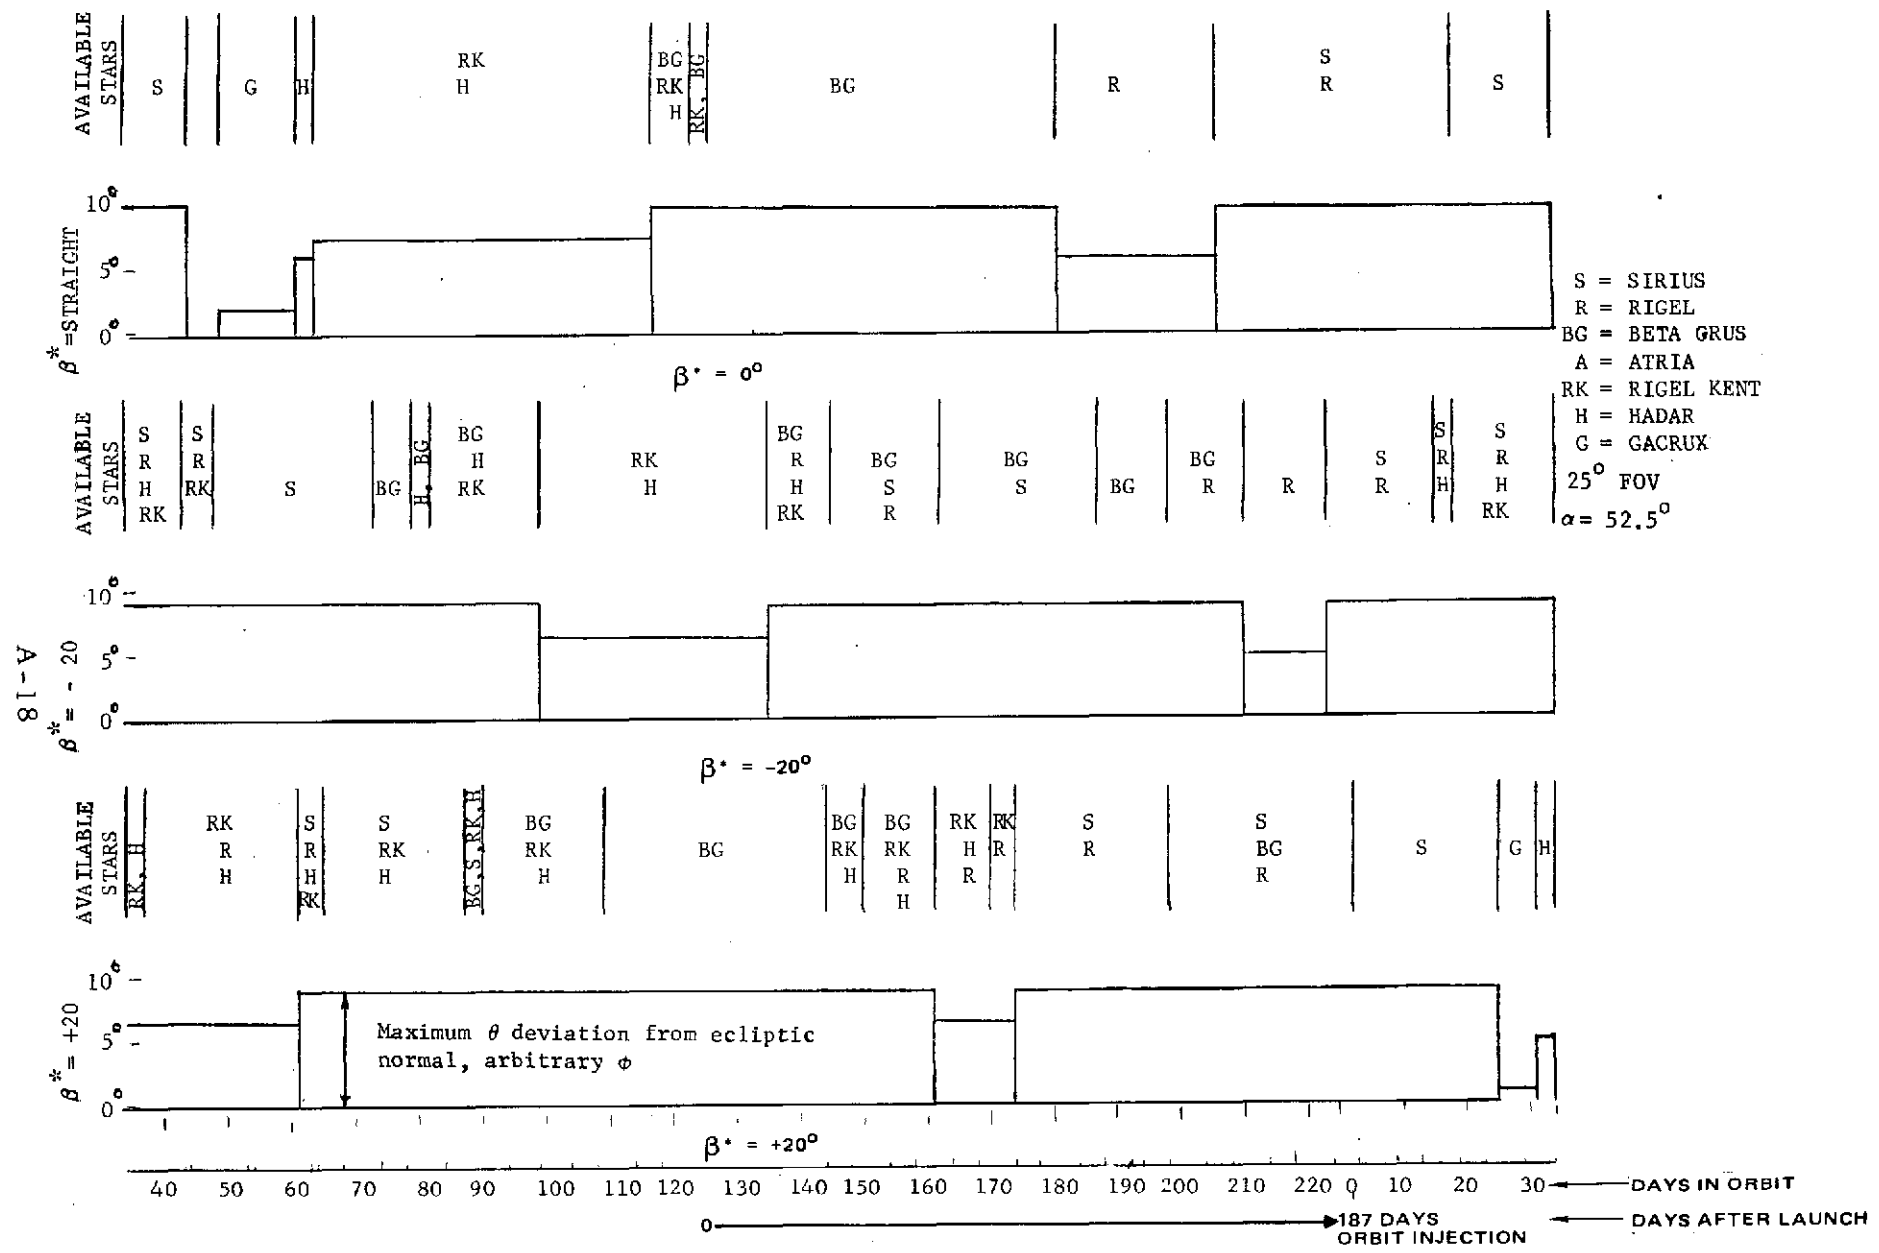 AVAILABLE
STARS
S
G
H
RK
H
BG
RK
H
RK, BG
BG
R
S
R
S
β*=STRAIGHT
10°
5°
0°
β* = 0°
S = SIRIUS
R = RIGEL
BG = BETA GRUS
A = ATRIA
RK = RIGEL KENT
H = HADAR
G = GACRUX
25° FOV
α= 52.5°
AVAILABLE
STARS
S
R
H
RK
S
R
RK
S
BG
H, BG
BG
H
RK
RK
H
BG
R
H
RK
BG
S
R
BG
S
BG
BG
R
R
S
R
S
R
H
S
R
H
RK
β*= - 20
10°
5°
0°
β* = -20°
A-18
AVAILABLE
STARS
RK,H
RK
R
H
S
R
H
RK
S
RK
H
BG,S,RK,H
BG
RK
H
BG
BG
RK
H
BG
RK
R
H
RK
H
R
RK
R
S
R
S
BG
R
S
G
H
β*= +20
10°
5°
0°
Maximum θ deviation from ecliptic
normal, arbitrary Φ
β* = +20°
40 50 60 70 80 90 100 110 120 130 140 150 160 170 180 190 200 210 220 0 10 20 30
DAYS IN ORBIT
0
187 DAYS
ORBIT INJECTION
DAYS AFTER LAUNCH